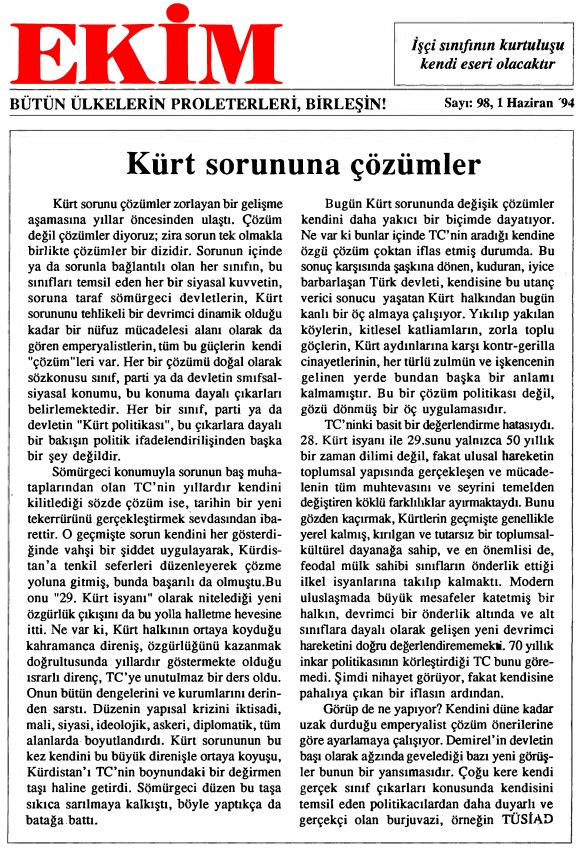 EKİM
İşçi sınıfının kurtuluşu
kendi eseri olacaktır
BÜTÜN ÜLKELERİN PROLETERLERİ, BİRLEŞİN!
Sayı: 98, 1 Haziran '94
Kürt sorununa çözümler
Kürt sorunu çözümler zorlayan bir gelişme
aşamasına yıllar öncesinden ulaştı. Çözüm
değil çözümler diyoruz; zira sorun tek olmakla
birlikte çözümler bir dizidir. Sorunun içinde
ya da sorunla bağlantılı olan her sınıfın, bu
sınıfları temsil eden her bir siyasal kuvvetin,
soruna taraf sömürgeci devletlerin, Kürt
sorununu tehlikeli bir devrimci dinamik olduğu
kadar bir nüfuz mücadelesi alanı olarak da
gören emperyalistlerin, tüm bu güçlerin kendi
"çözüm"leri var. Her bir çözümü doğal olarak
sözkonusu sınıf, parti ya da devletin sınıfsal-
siyasal konumu, bu konuma dayalı çıkarları
belirlemektedir. Her bir sınıf, parti ya da
devletin "Kürt politikası", bu çıkarlara dayalı
bir bakışın politik ifadelendirilişinden başka
bir şey değildir.
Sömürgeci konumuyla sorunun baş muha-
taplarından olan TC'nin yıllardır kendini
kilitlediği sözde çözüm ise, tarihin bir yeni
tekerrürünü gerçekleştirmek sevdasından iba-
rettir. O geçmişte sorun kendini her gösterdi-
ğinde vahşi bir şiddet uygulayarak, Kürdis-
tan'a tenkil seferleri düzenleyerek çözme
yoluna gitmiş, bunda başarılı da olmuştu.Bu
onu "29. Kürt isyanı" olarak nitelediği yeni
özgürlük çıkışını da bu yolla halletme hevesine
itti. Ne var ki, Kürt halkının ortaya koyduğu
kahramanca direniş, özgürlüğünü kazanmak
doğrultusunda yıllardır göstermekte olduğu
ısrarlı direnç, TC'ye unutulmaz bir ders oldu.
Onun bütün dengelerini ve kurumlarını derin-
den sarstı. Düzenin yapısal krizini iktisadi,
mali, siyasi, ideolojik, askeri, diplomatik, tüm
alanlarda boyutlandırdı. Kürt sorununun bu
kez kendini bu büyük direnişle ortaya koyuşu,
Kürdistan'ı TC'nin boynundaki bir değirmen
taşı haline getirdi. Sömürgeci düzen bu taşa
sıkıca sarılmaya kalkıştı, böyle yaptıkça da
batağa battı.
Bugün Kürt sorununda değişik çözümler
kendini daha yakıcı bir biçimde dayatıyor.
Ne var ki bunlar içinde TC'nin aradığı kendine
özgü çözüm çoktan iflas etmiş durumda. Bu
sonuç karşısında şaşkına dönen, kuduran, iyice
barbarlaşan Türk devleti, kendisine bu utanç
verici sonucu yaşatan Kürt halkından bugün
kanlı bir öç almaya çalışıyor. Yıkılıp yakılan
köylerin, kitlesel katliamların, zorla toplu
göçlerin, Kürt aydınlarına karşı kontr-gerilla
cinayetlerinin, her türlü zulmün ve işkencenin
gelinen yerde bundan başka bir anlamı
kalmamıştır. Bu bir çözüm politikası değil,
gözü dönmüş bir öç uygulamasıdır.
TC'ninki basit bir değerlendirme hatasıydı.
28. Kürt isyanı ile 29.sunu yalnızca 50 yıllık
bir zaman dilimi değil, fakat ulusal hareketin
toplumsal yapısında gerçekleşen ve mücade-
lenin tüm muhtevasını ve seyrini temelden
değiştiren köklü farklılıklar ayırmaktaydı. Bunu
gözden kaçırmak, Kürtlerin geçmişte genellikle
yerel kalmış, kırılgan ve tutarsız bir toplumsal-
kültürel dayanağa sahip, ve en önemlisi de,
feodal mülk sahibi sınıfların önderlik ettiği
ilkel isyanlarına takılıp kalmaktı. Modern
uluslaşmada büyük mesafeler katetmiş bir
halkın, devrimci bir önderlik altında ve alt
sınıflara dayalı olarak gelişen yeni devrimci
hareketini doğru değerlendirememekti. 70 yıllık
inkar politikasının körleştirdiği TC bunu göre-
medi. Şimdi nihayet görüyor, fakat kendisine
pahalıya çıkan bir iflasın ardından.
Görüp de ne yapıyor? Kendini düne kadar
uzak durduğu emperyalist çözüm önerilerine
göre ayarlamaya çalışıyor. Demirel'in devletin
başı olarak ağzında gevelediği bazı yeni görüş-
ler bunun bir yansımasıdır. Çoğu kere kendi
gerçek sınıf çıkarları konusunda kendisini
temsil eden politikacılardan daha duyarlı ve
gerçekçi olan burjuvazi, örneğin TÜSİAD